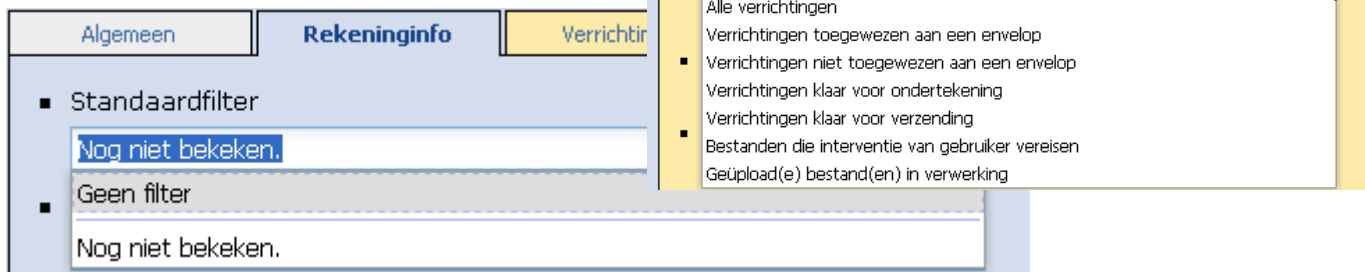 Algemeen
Rekeninginfo
Standaardfilter
Nog niet bekeken.
Geen filter
Nog niet bekeken.
Alle verrichtingen
Verrichtingen toegewezen aan een envelop
Verrichtingen niet toegewezen aan een envelop
Verrichtingen klaar voor ondertekening
Verrichtingen klaar voor verzending
Bestanden die interventie van gebruiker vereisen
Geüpload(e) bestand(en) in verwerking